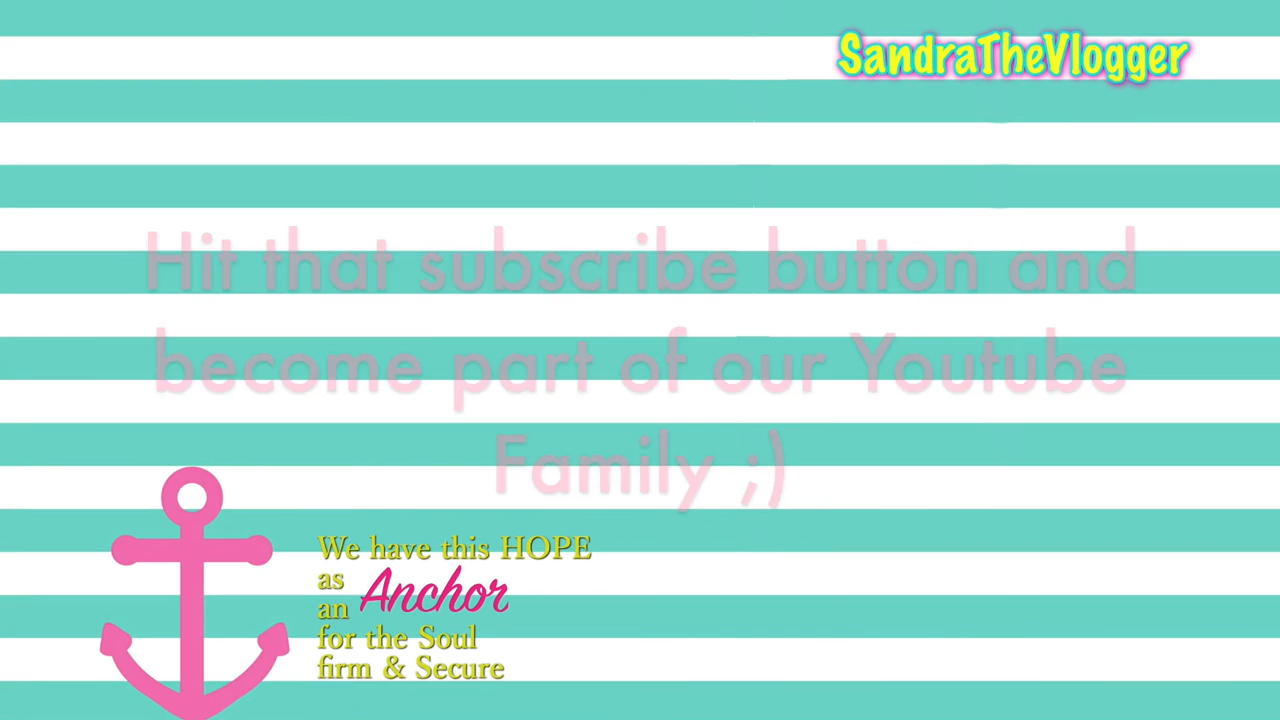 SandraTheVlogger
Hit that subscribe button and
become part of our Youtube
Family ;)
We have this HOPE
as
an Anchor
for the Soul
firm & Secure